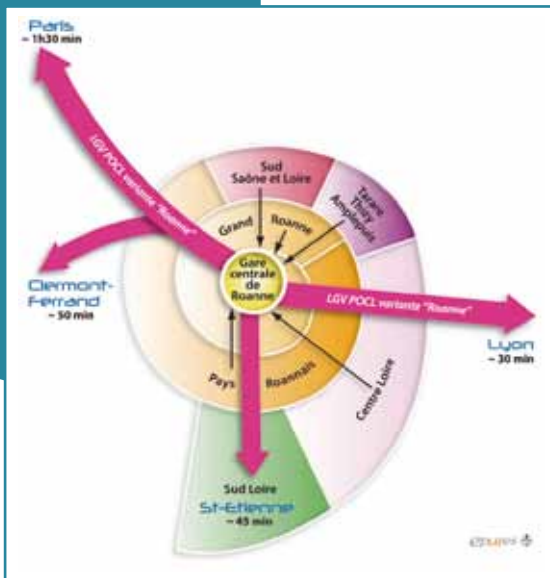 Paris
~ 1h30 min
LGV POCL variante "Roanne"
Sud
Saône et Loire
Tarare
Thizy
Amplepuis
Grand Roanne
Gare
centrale
de
Roanne
Clermont-
Ferrand
~ 50 min
LGV POCL variante "Roanne"
Lyon
~ 30 min
Pays Roannais
Centre Loire
Sud Loire
St-Etienne
~ 45 min
epures